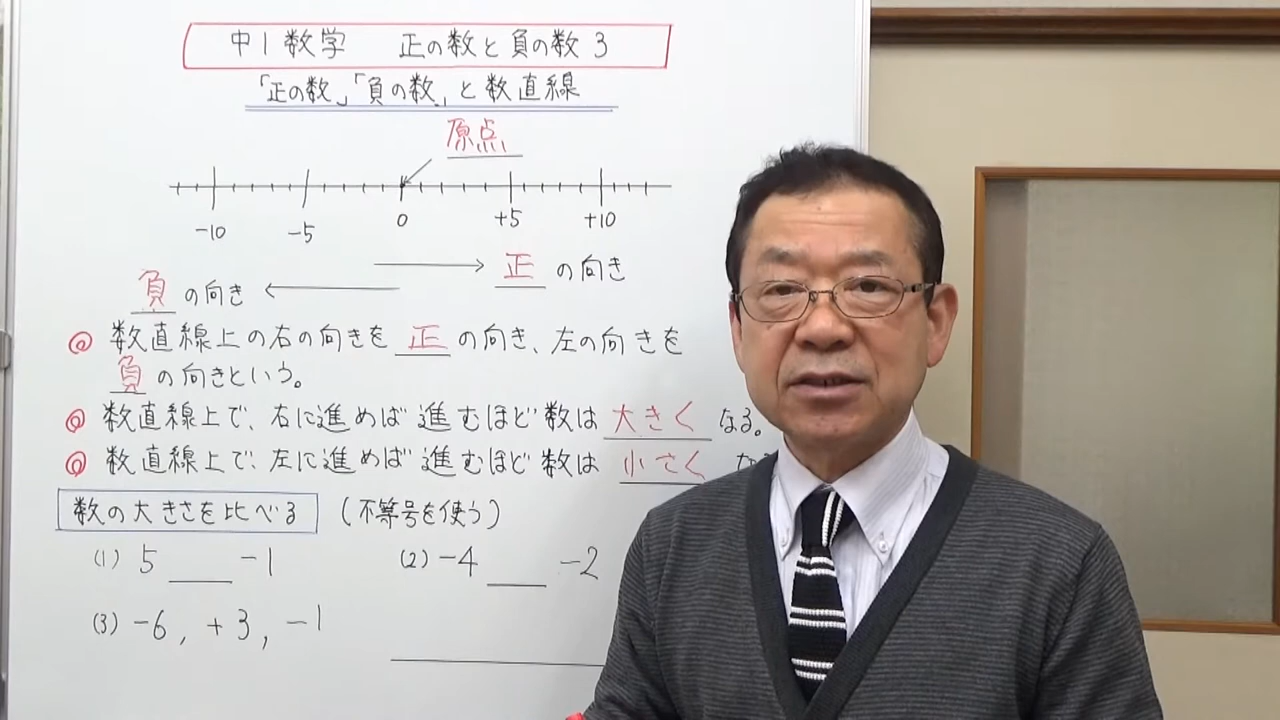 中1数学 正の数と負の数3
「正の数」「負の数」と数直線
原点
-10 -5 0 +5 +10
正 の向き
負 の向き
◎ 数直線上の右の向きを 正 の向き、左の向きを
負 の向きという。
◎ 数直線上で、右に進めば進むほど数は 大きく なる。
◎ 数直線上で、左に進めば進むほど数は 小さく な
数の大きさを比べる (不等号を使う)
(1) 5 ___ -1 (2) -4 ___ -2
(3) -6, +3, -1